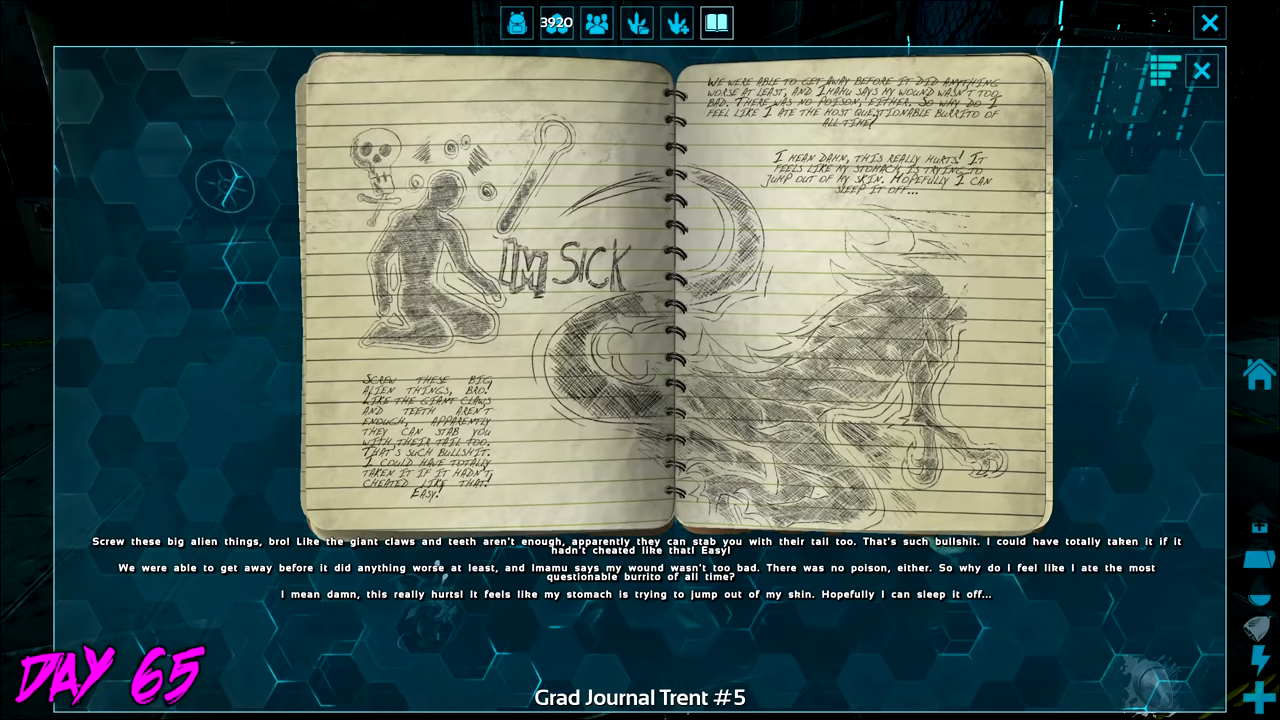 3920
WE WERE ABLE TO GET AWAY BEFORE IT DID ANYTHING
WORSE AT LEAST, AND IMAMU SAYS MY WOUND WASN'T TOO
BAD. THERE WAS NO POISON, EITHER. SO WHY DO I
FEEL LIKE I ATE THE MOST QUESTIONABLE BURRITO OF
ALL TIME?
I MEAN DAMN, THIS REALLY HURTS! IT
FEELS LIKE MY STOMACH IS TRYING TO
JUMP OUT OF MY SKIN. HOPEFULLY I CAN
SLEEP IT OFF...
I'M SICK
SCREW THESE BIG
ALIEN THINGS, BRO!
LIKE THE GIANT CLAWS
AND TEETH AREN'T
ENOUGH, APPARENTLY
THEY CAN STAB YOU
WITH THEIR TAIL TOO.
THAT'S SUCH BULLSHIT.
I COULD HAVE TOTALLY
TAKEN IT IF IT HADN'T
CHEATED LIKE THAT!
EASY!
Screw these big alien things, bro! Like the giant claws and teeth aren't enough, apparently they can stab you with their tail too. That's such bullshit. I could have totally taken it if it
hadn't cheated like that! Easy!
We were able to get away before it did anything worse at least, and Imamu says my wound wasn't too bad. There was no poison, either. So why do I feel like I ate the most
questionable burrito of all time?
I mean damn, this really hurts! It feels like my stomach is trying to jump out of my skin. Hopefully I can sleep it off...
DAY 65
Grad Journal Trent #5